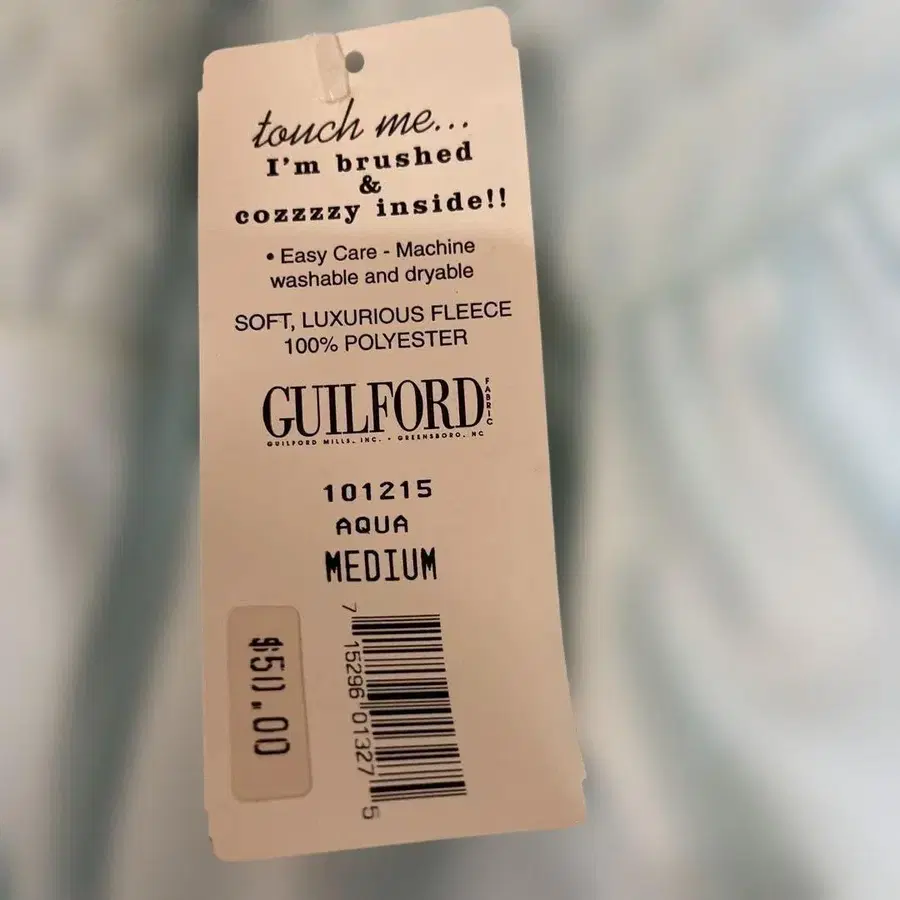 touch me...
I'm brushed
&
cozzzzy inside!!
• Easy Care - Machine
washable and dryable
SOFT, LUXURIOUS FLEECE
100% POLYESTER
GUILFORD
FABRIC
GUILFORD MILLS, INC. • GREENSBORO, NC
101215
AQUA
MEDIUM
$50.00
7 15296 01327 5